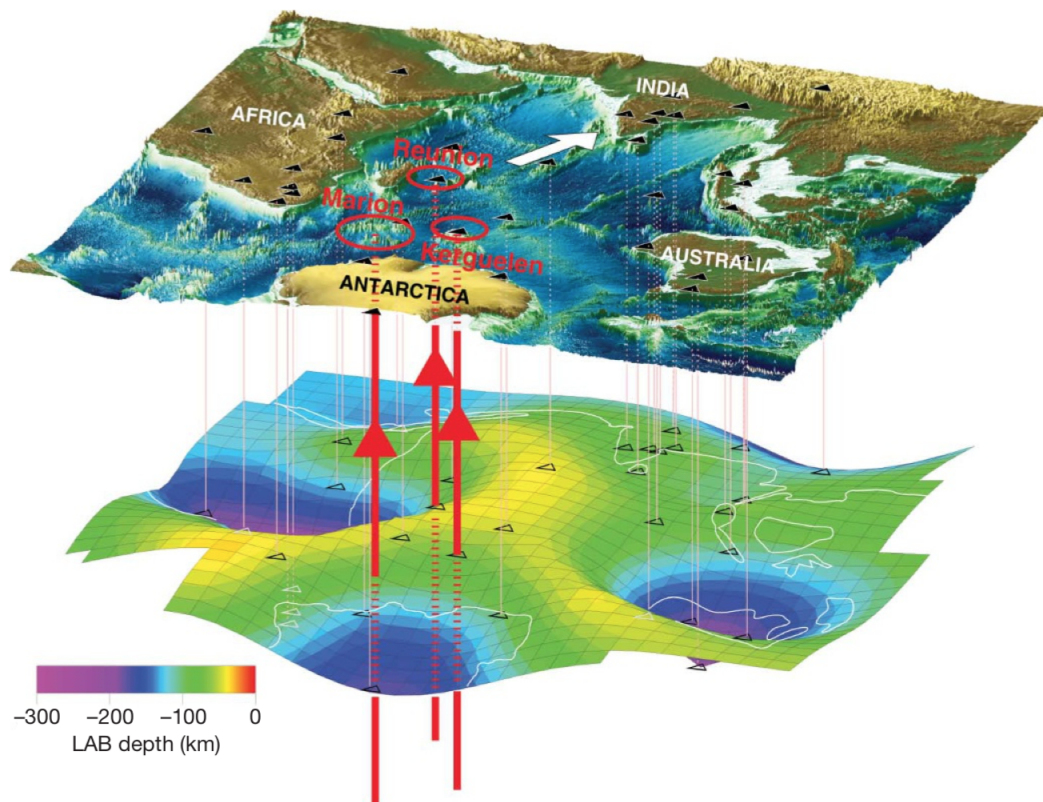 INDIA
AFRICA
Reunion
Marion
Kerguelen
AUSTRALIA
ANTARCTICA
−300 −200 −100 0
LAB depth (km)